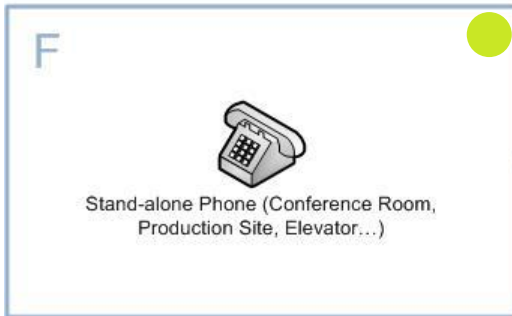 F
Stand-alone Phone (Conference Room,
Production Site, Elevator…)